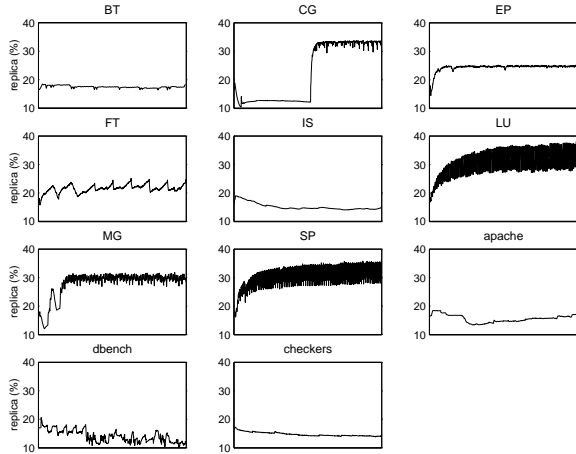 BT CG EP
replica (%) 40 30 20 10 40 30 20 10 40 30 20 10
FT IS LU
replica (%) 40 30 20 10 40 30 20 10 40 30 20 10
MG SP apache
replica (%) 40 30 20 10 40 30 20 10 40 30 20 10
dbench checkers
replica (%) 40 30 20 10 40 30 20 10